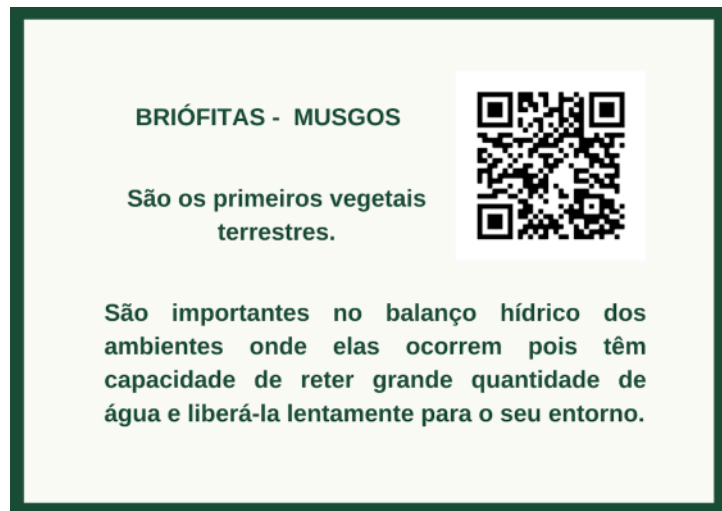 BRIÓFITAS - MUSGOS
São os primeiros vegetais
terrestres.
São importantes no balanço hídrico dos
ambientes onde elas ocorrem pois têm
capacidade de reter grande quantidade de
água e liberá-la lentamente para o seu entorno.